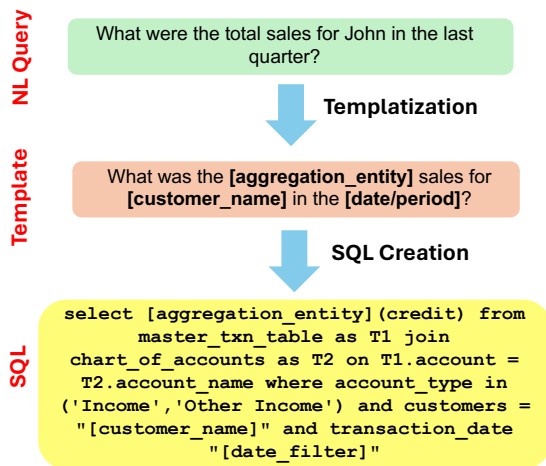 NL Query
What were the total sales for John in the last
quarter?
Templatization
Template
What was the [aggregation_entity] sales for
[customer_name] in the [date/period]?
SQL Creation
SQL
select [aggregation_entity](credit) from
master_txn_table as T1 join
chart_of_accounts as T2 on T1.account =
T2.account_name where account_type in
('Income','Other Income') and customers =
"[customer_name]" and transaction_date
"[date_filter]"